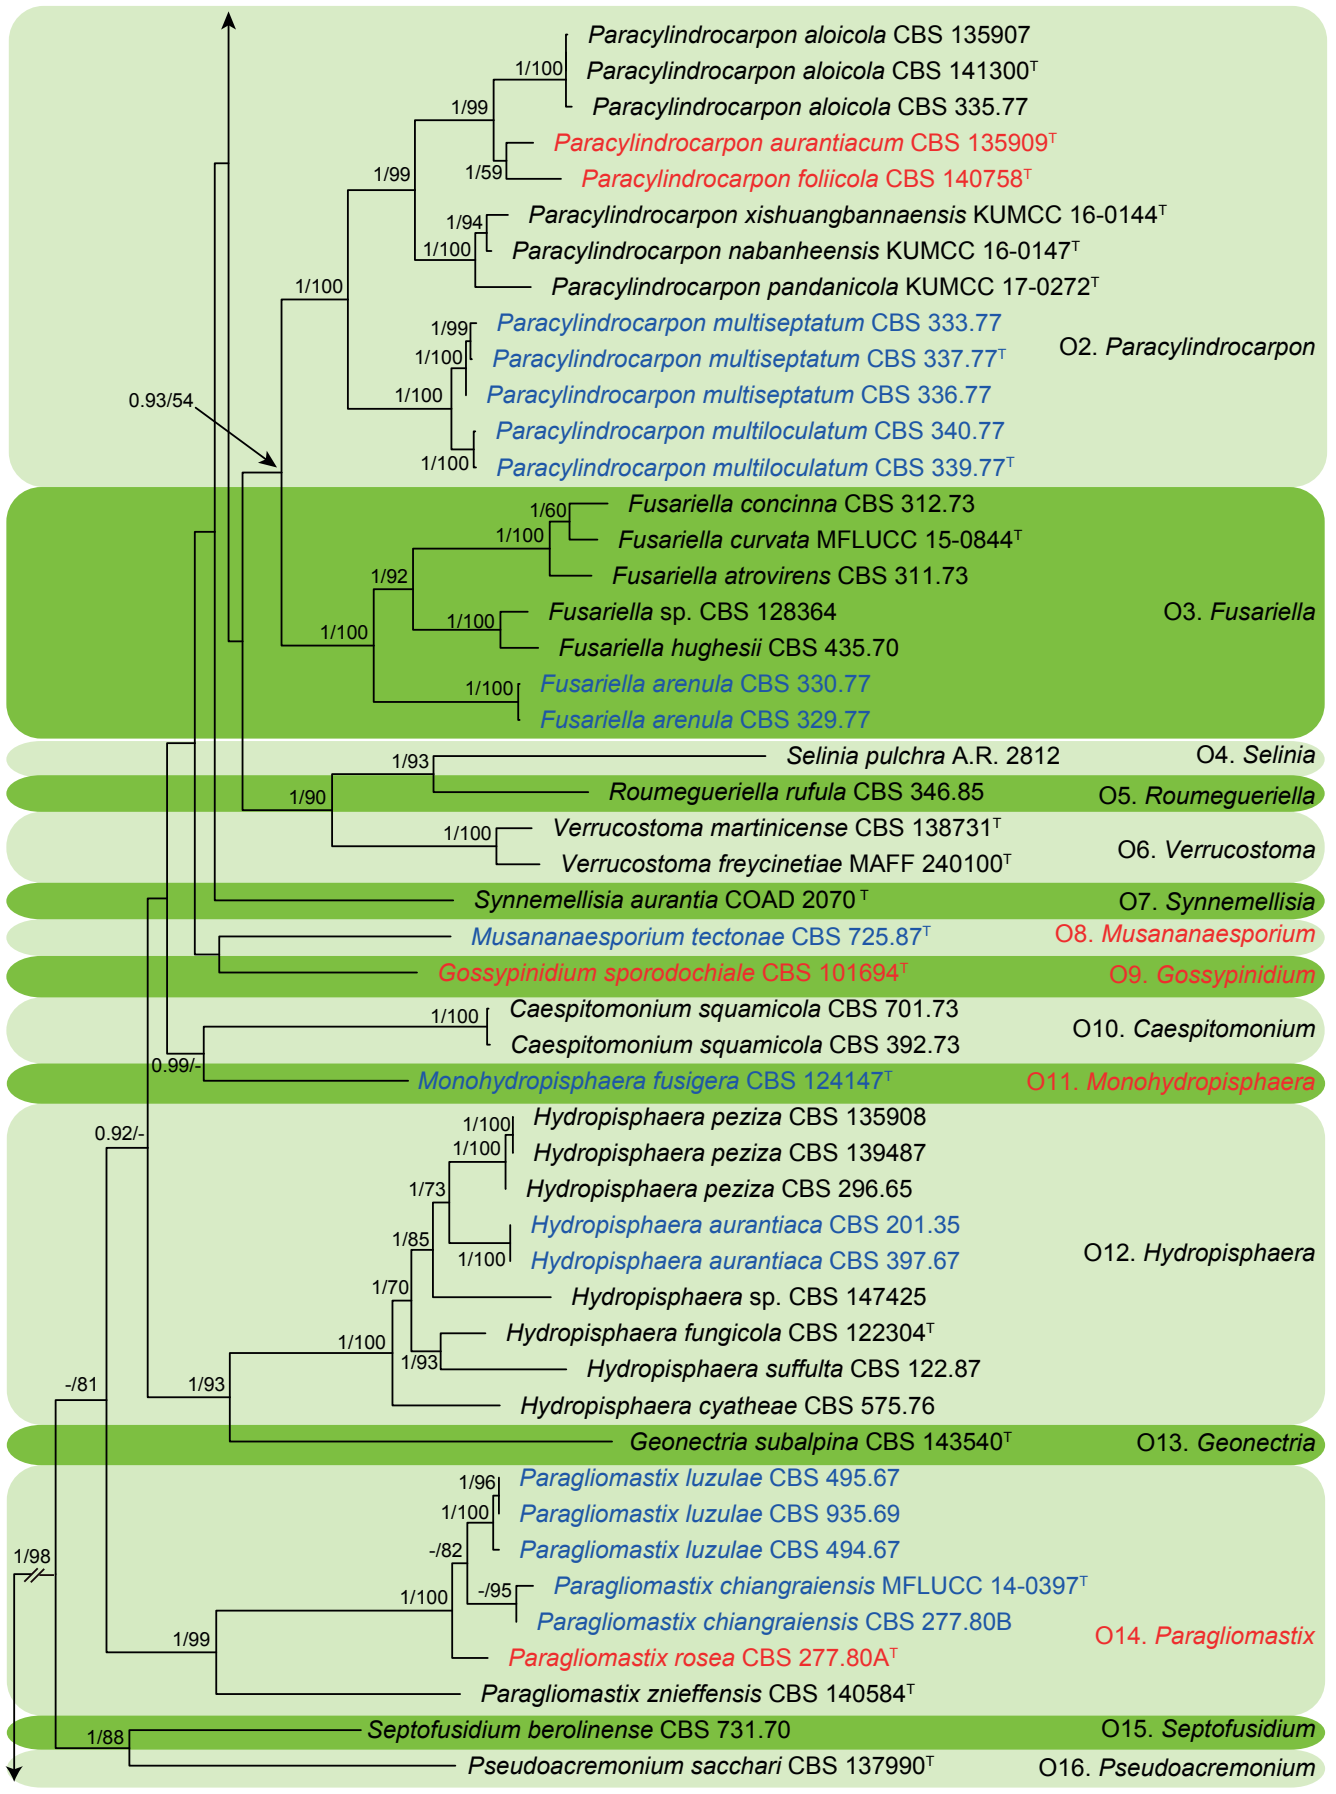 Paracylindrocarpon aloicola CBS 135907
1/100
Paracylindrocarpon aloicola CBS 141300ᵀ
1/99
Paracylindrocarpon aloicola CBS 335.77
Paracylindrocarpon aurantiacum CBS 135909ᵀ
1/99
1/59
Paracylindrocarpon foliicola CBS 140758ᵀ
Paracylindrocarpon xishuangbannaensis KUMCC 16-0144ᵀ
1/94
1/100
Paracylindrocarpon nabanheensis KUMCC 16-0147ᵀ
1/100
Paracylindrocarpon pandanicola KUMCC 17-0272ᵀ
1/99
Paracylindrocarpon multiseptatum CBS 333.77
O2. Paracylindrocarpon
1/100
Paracylindrocarpon multiseptatum CBS 337.77ᵀ
1/100
Paracylindrocarpon multiseptatum CBS 336.77
0.93/54
Paracylindrocarpon multiloculatum CBS 340.77
1/100
Paracylindrocarpon multiloculatum CBS 339.77ᵀ
1/60
Fusariella concinna CBS 312.73
1/100
Fusariella curvata MFLUCC 15-0844ᵀ
1/92
Fusariella atrovirens CBS 311.73
1/100
Fusariella sp. CBS 128364
O3. Fusariella
1/100
Fusariella hughesii CBS 435.70
1/100
Fusariella arenula CBS 330.77
Fusariella arenula CBS 329.77
1/93
Selinia pulchra A.R. 2812
O4. Selinia
1/90
Roumegueriella rufula CBS 346.85
O5. Roumegueriella
1/100
Verrucostoma martinicense CBS 138731ᵀ
O6. Verrucostoma
Verrucostoma freycinetiae MAFF 240100ᵀ
Synnemellisia aurantia COAD 2070ᵀ
O7. Synnemellisia
Musananaesporium tectonae CBS 725.87ᵀ
O8. Musananaesporium
Gossypinidium sporodochiale CBS 101694ᵀ
O9. Gossypinidium
1/100
Caespitomonium squamicola CBS 701.73
O10. Caespitomonium
Caespitomonium squamicola CBS 392.73
0.99/-
Monohydropisphaera fusigera CBS 124147ᵀ
O11. Monohydropisphaera
0.92/-
1/100
Hydropisphaera peziza CBS 135908
1/100
Hydropisphaera peziza CBS 139487
1/73
Hydropisphaera peziza CBS 296.65
Hydropisphaera aurantiaca CBS 201.35
1/85
1/100
Hydropisphaera aurantiaca CBS 397.67
O12. Hydropisphaera
1/70
Hydropisphaera sp. CBS 147425
1/100
Hydropisphaera fungicola CBS 122304ᵀ
1/93
Hydropisphaera suffulta CBS 122.87
-/81
1/93
Hydropisphaera cyatheae CBS 575.76
Geonectria subalpina CBS 143540ᵀ
O13. Geonectria
1/96
Paragliomastix luzulae CBS 495.67
1/100
Paragliomastix luzulae CBS 935.69
-/82
Paragliomastix luzulae CBS 494.67
1/98
1/100
-/95
Paragliomastix chiangraiensis MFLUCC 14-0397ᵀ
Paragliomastix chiangraiensis CBS 277.80B
1/99
O14. Paragliomastix
Paragliomastix rosea CBS 277.80Aᵀ
Paragliomastix znieffensis CBS 140584ᵀ
1/88
Septofusidium berolinense CBS 731.70
O15. Septofusidium
Pseudoacremonium sacchari CBS 137990ᵀ
O16. Pseudoacremonium